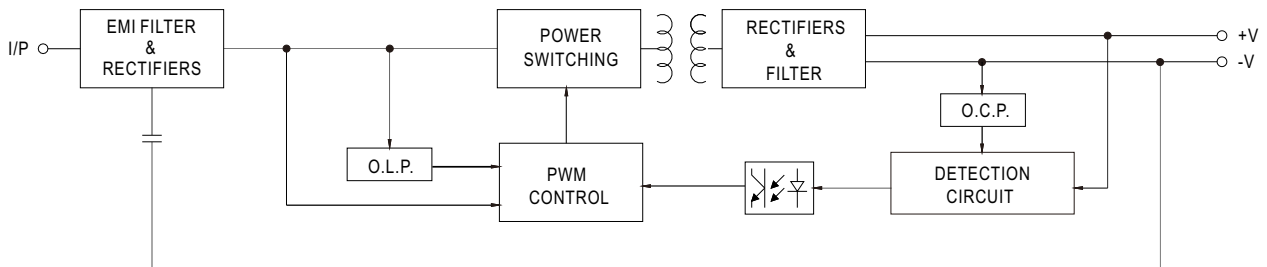 I/P
EMI FILTER
&
RECTIFIERS
POWER
SWITCHING
RECTIFIERS
&
FILTER
+V
-V
O.C.P.
O.L.P.
PWM
CONTROL
DETECTION
CIRCUIT